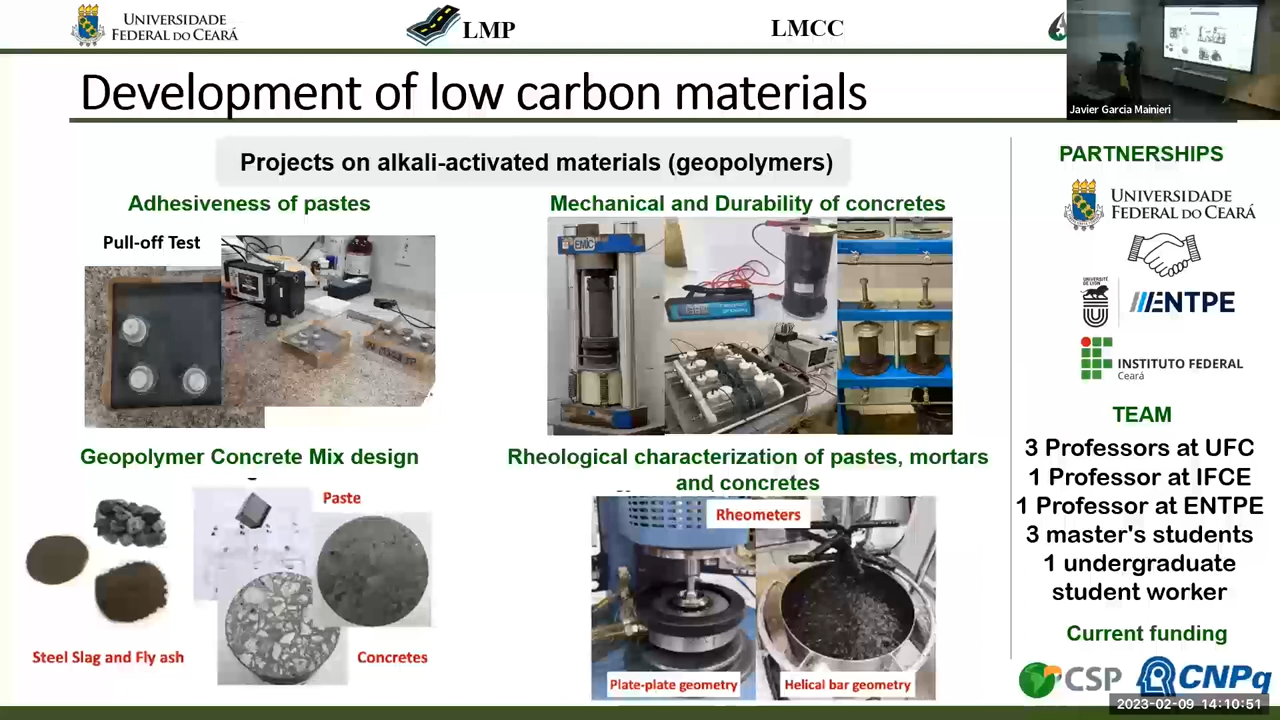 UNIVERSIDADE
FEDERAL DO CEARÁ
LMP
LMCC
Javier Garcia Mainieri
Development of low carbon materials
Projects on alkali-activated materials (geopolymers)
Adhesiveness of pastes
Pull-off Test
Mechanical and Durability of concretes
EMIC
Geopolymer Concrete Mix design
Paste
Steel Slag and Fly ash
Concretes
Rheological characterization of pastes, mortars
and concretes
Rheometers
Plate-plate geometry
Helical bar geometry
PARTNERSHIPS
UNIVERSIDADE
FEDERAL DO CEARÁ
UNIVERSITÉ
DE LYON
ENTPE
INSTITUTO FEDERAL
Ceará
TEAM
3 Professors at UFC
1 Professor at IFCE
1 Professor at ENTPE
3 master's students
1 undergraduate
student worker
Current funding
CSP
CNPq
2023-02-09 14:10:51